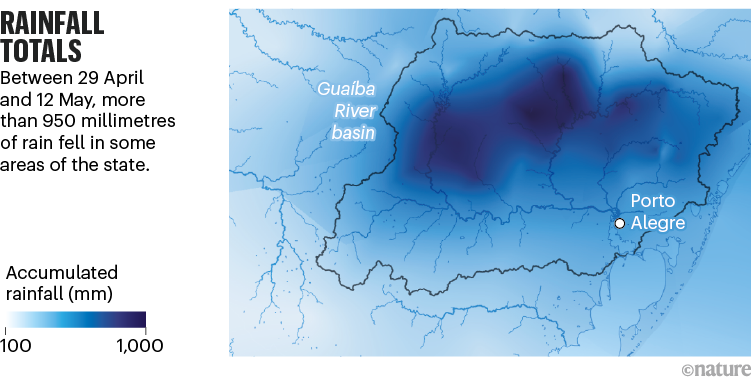 RAINFALL
TOTALS
Between 29 April
and 12 May, more
than 950 millimetres
of rain fell in some
areas of the state.
Guaíba
River
basin
Porto
Alegre
Accumulated
rainfall (mm)
100 1,000
©nature